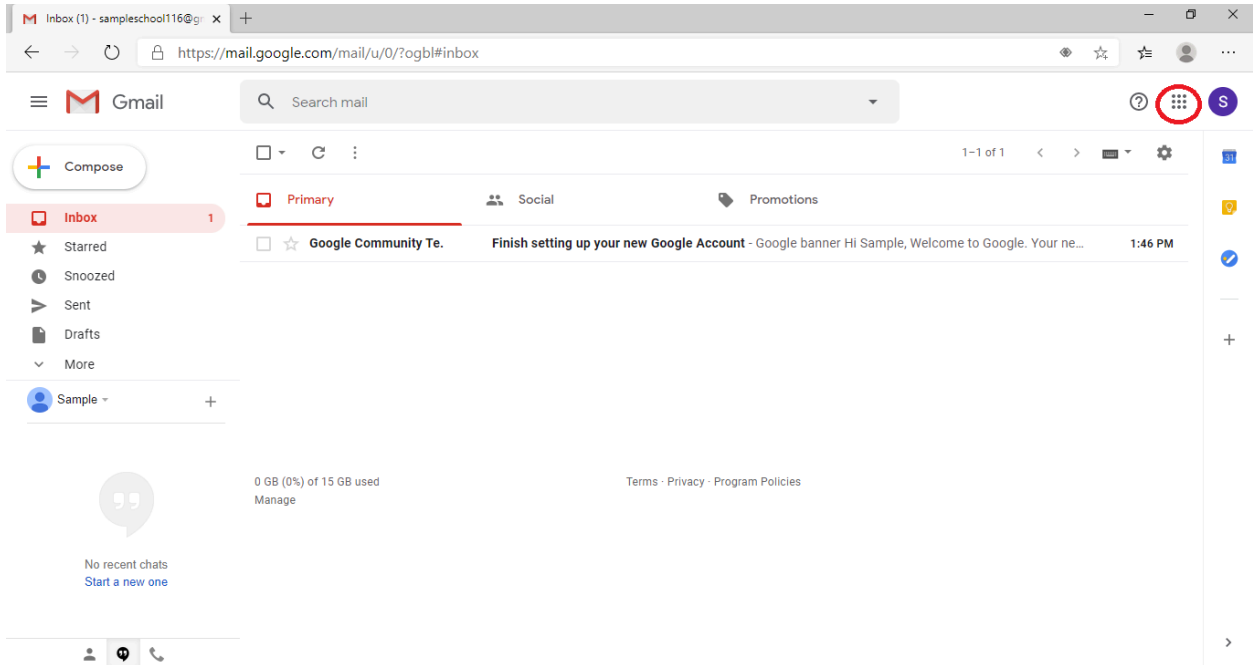 Inbox (1) - sampleschool116@gr
https://mail.google.com/mail/u/0/?ogbl#inbox
Gmail
Search mail
S
Compose
1–1 of 1
31
Primary
Social
Promotions
Inbox 1
Google Community Te. Finish setting up your new Google Account - Google banner Hi Sample, Welcome to Google. Your ne… 1:46 PM
Starred
Snoozed
Sent
Drafts
More
Sample
0 GB (0%) of 15 GB used
Manage
Terms · Privacy · Program Policies
No recent chats
Start a new one